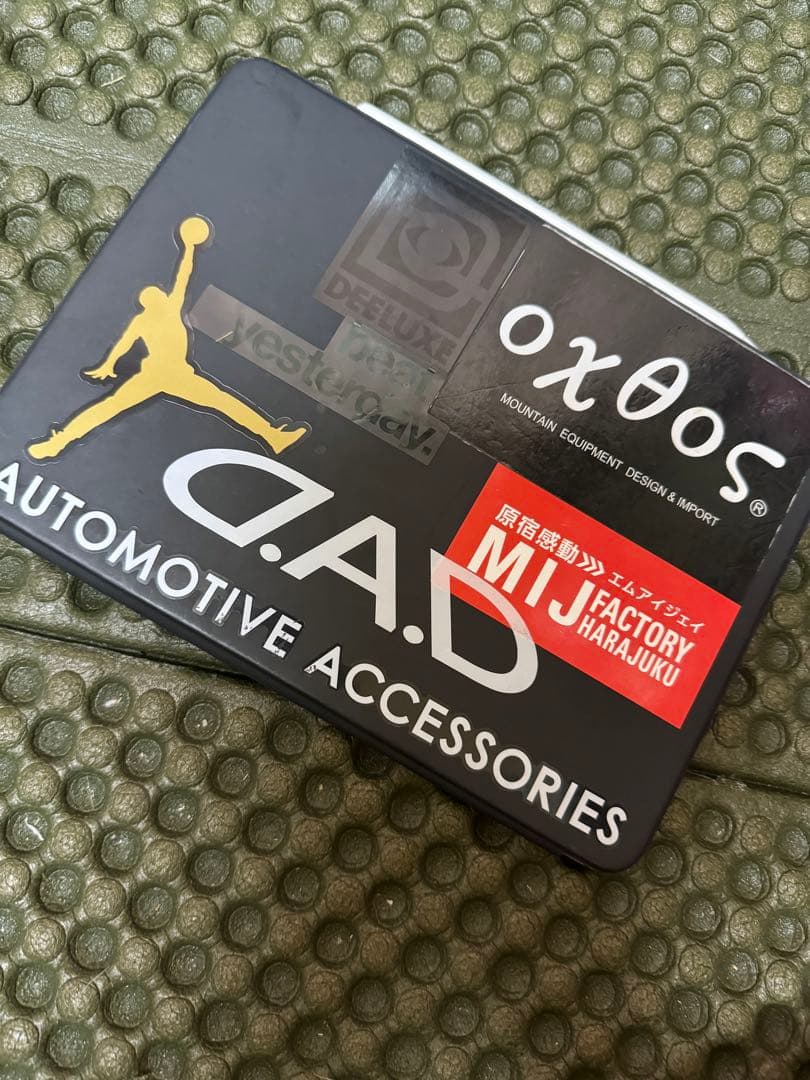 DEELUXE
beat
yesterday.
οχθος®
MOUNTAIN EQUIPMENT DESIGN & IMPORT
原宿感動>>> エムアイジェイ
MIJ FACTORY
HARAJUKU
D.A.D
AUTOMOTIVE ACCESSORIES